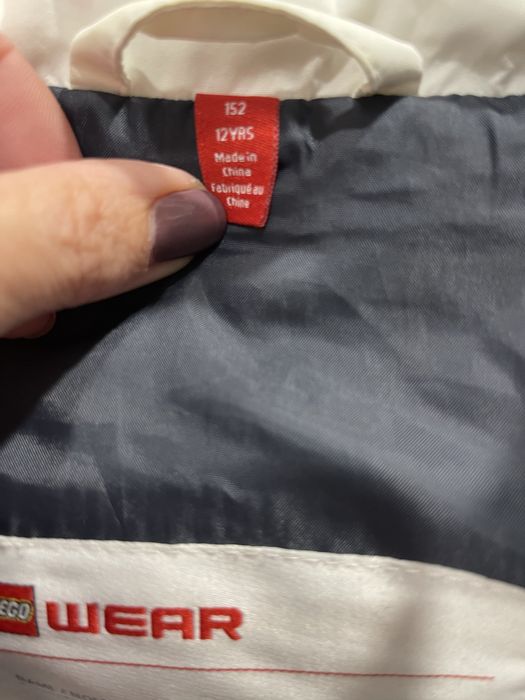 152
12YRS
Made in
China
Fabriqué au
Chine
LEGO WEAR